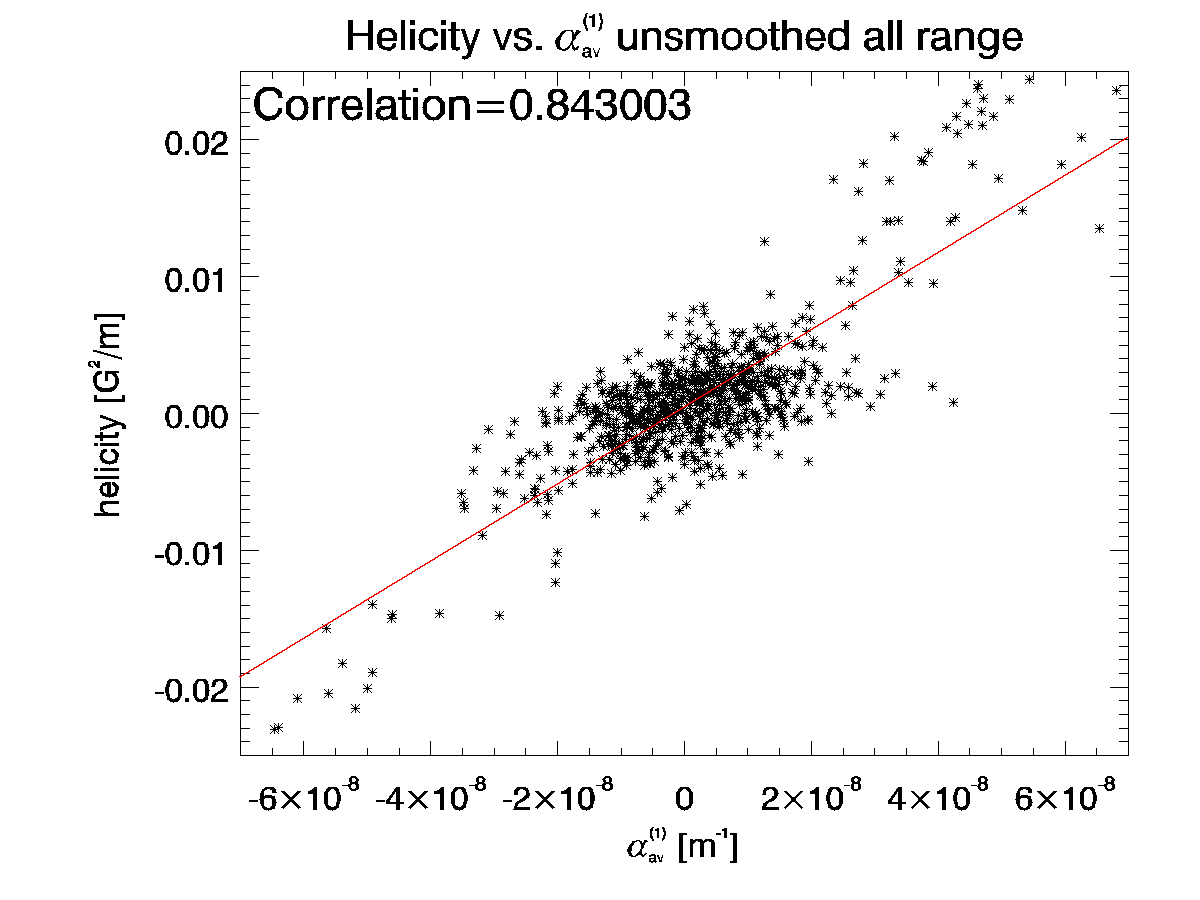 Helicity vs. α_av^(1) unsmoothed all range
Correlation=0.843003
0.02
0.01
0.00
-0.01
-0.02
helicity [G²/m]
-6×10⁻⁸ -4×10⁻⁸ -2×10⁻⁸ 0 2×10⁻⁸ 4×10⁻⁸ 6×10⁻⁸
α_av^(1) [m⁻¹]